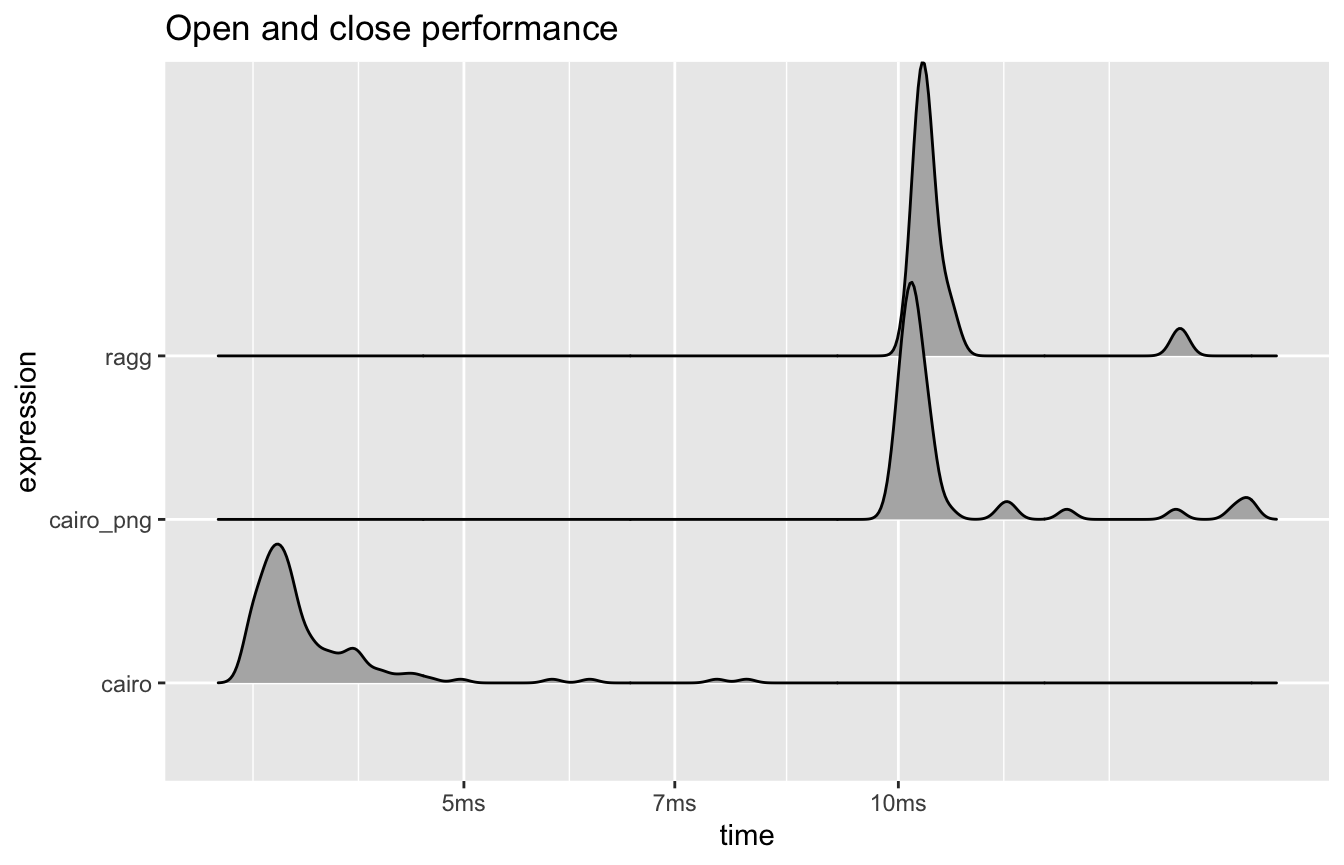 Open and close performance
expression
ragg
cairo_png
cairo
5ms
7ms
10ms
time